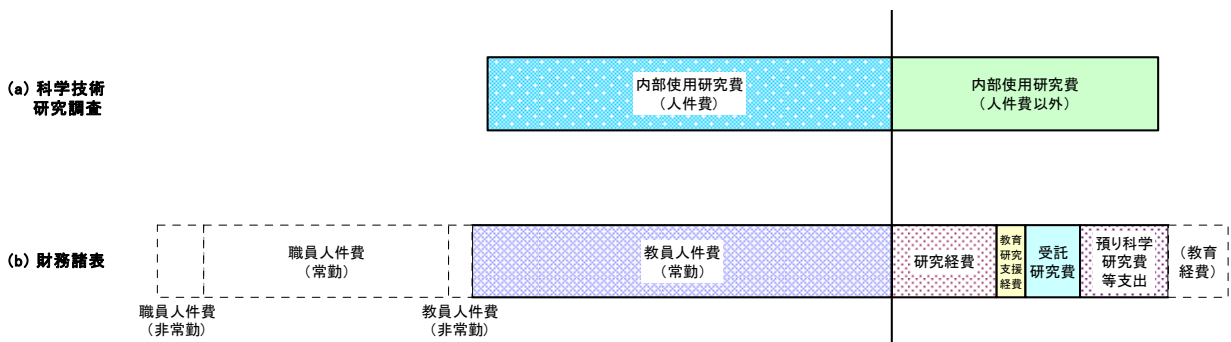 (a) 科学技術
研究調査
内部使用研究費
(人件費)
内部使用研究費
(人件費以外)
(b) 財務諸表
職員人件費
(常勤)
教員人件費
(常勤)
研究経費
教育
研究
支援
経費
受託
研究費
預り科学
研究費
等支出
(教育
経費)
職員人件費
(非常勤)
教員人件費
(非常勤)